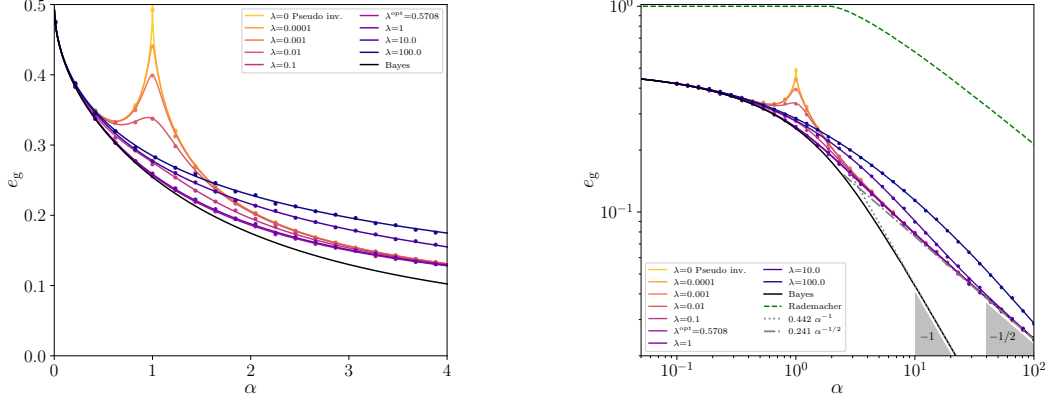 0.5
0.4
0.3
0.2
0.1
0.0
e_g
0
1
2
3
4
α
λ=0 Pseudo inv.
λ=0.0001
λ=0.001
λ=0.01
λ=0.1
λ^opt=0.5708
λ=1
λ=10.0
λ=100.0
Bayes
10^0
10^−1
e_g
10^−1
10^0
10^1
10^2
α
λ=0 Pseudo inv.
λ=0.0001
λ=0.001
λ=0.01
λ=0.1
λ^opt=0.5708
λ=1
λ=10.0
λ=100.0
Bayes
Rademacher
0.442 α^−1
0.241 α^−1/2
−1
−1/2